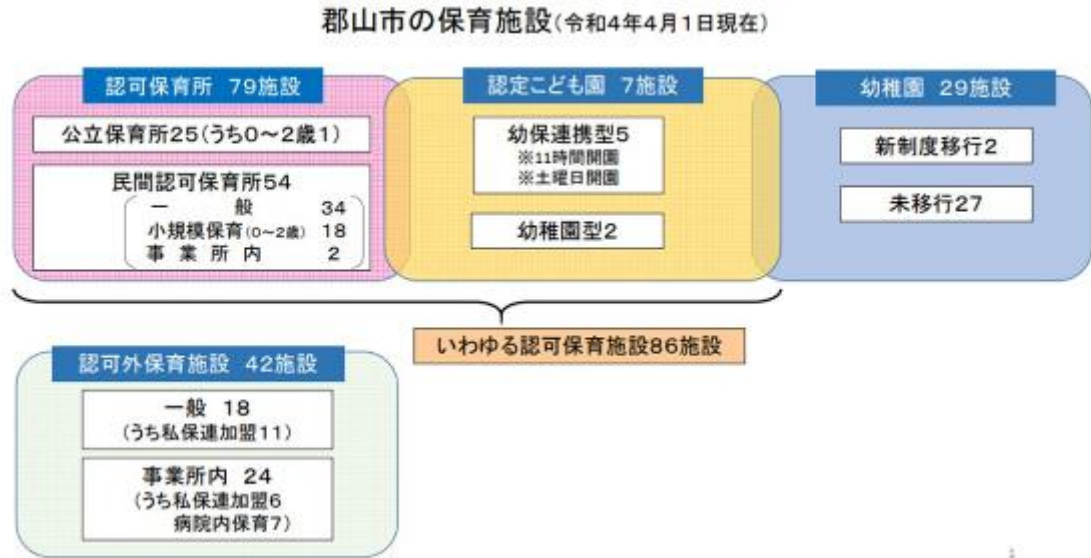 郡山市の保育施設(令和4年4月1日現在)
認可保育所 79施設
公立保育所25(うち0～2歳1)
民間認可保育所54
一般 34
小規模保育(0～2歳) 18
事業所内 2
認定こども園 7施設
幼保連携型5
※11時間開園
※土曜日開園
幼稚園型2
幼稚園 29施設
新制度移行2
未移行27
いわゆる認可保育施設86施設
認可外保育施設 42施設
一般 18
(うち私保連加盟11)
事業所内 24
(うち私保連加盟6
病院内保育7)